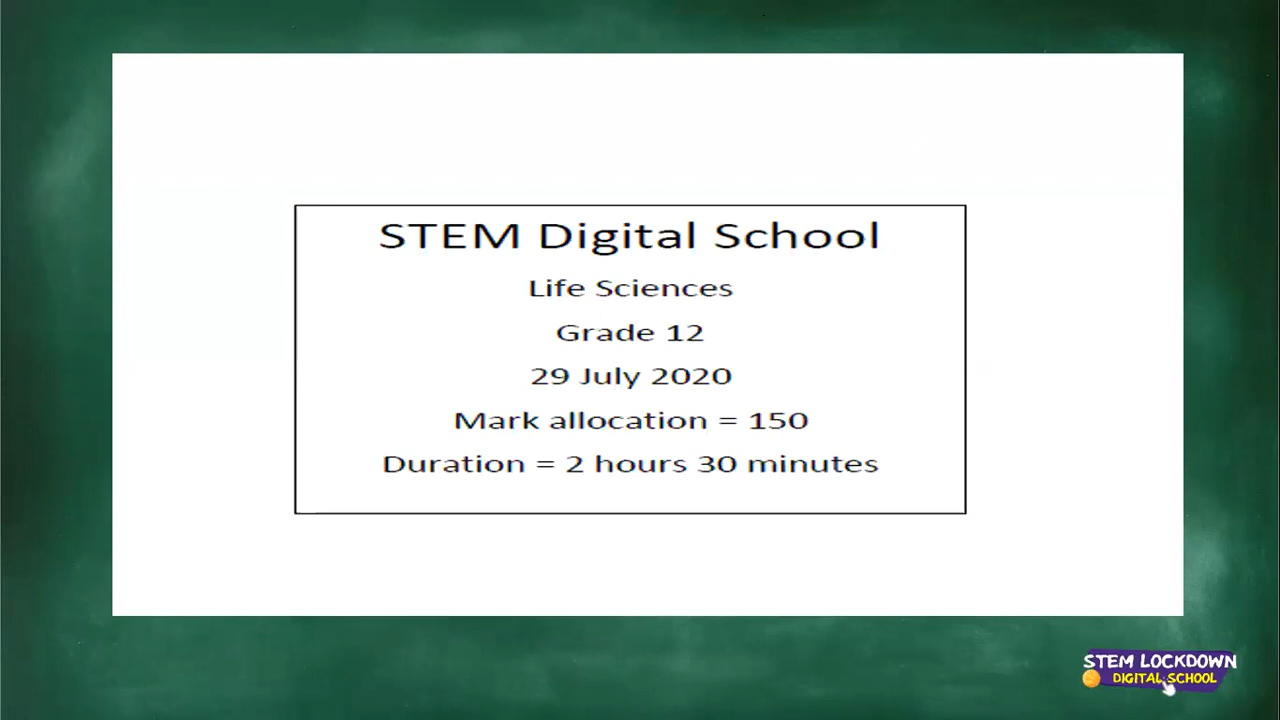 STEM Digital School
Life Sciences
Grade 12
29 July 2020
Mark allocation = 150
Duration = 2 hours 30 minutes
STEM LOCKDOWN
DIGITAL SCHOOL